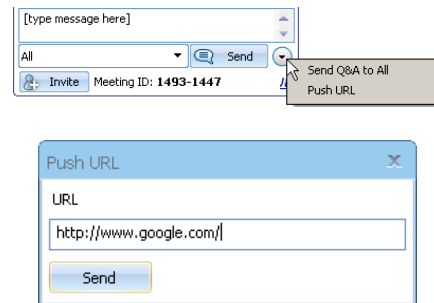 [type message here]
All
Send
Invite Meeting ID: 1493-1447
Send Q&A to All
Push URL
Push URL
URL
http://www.google.com/
Send